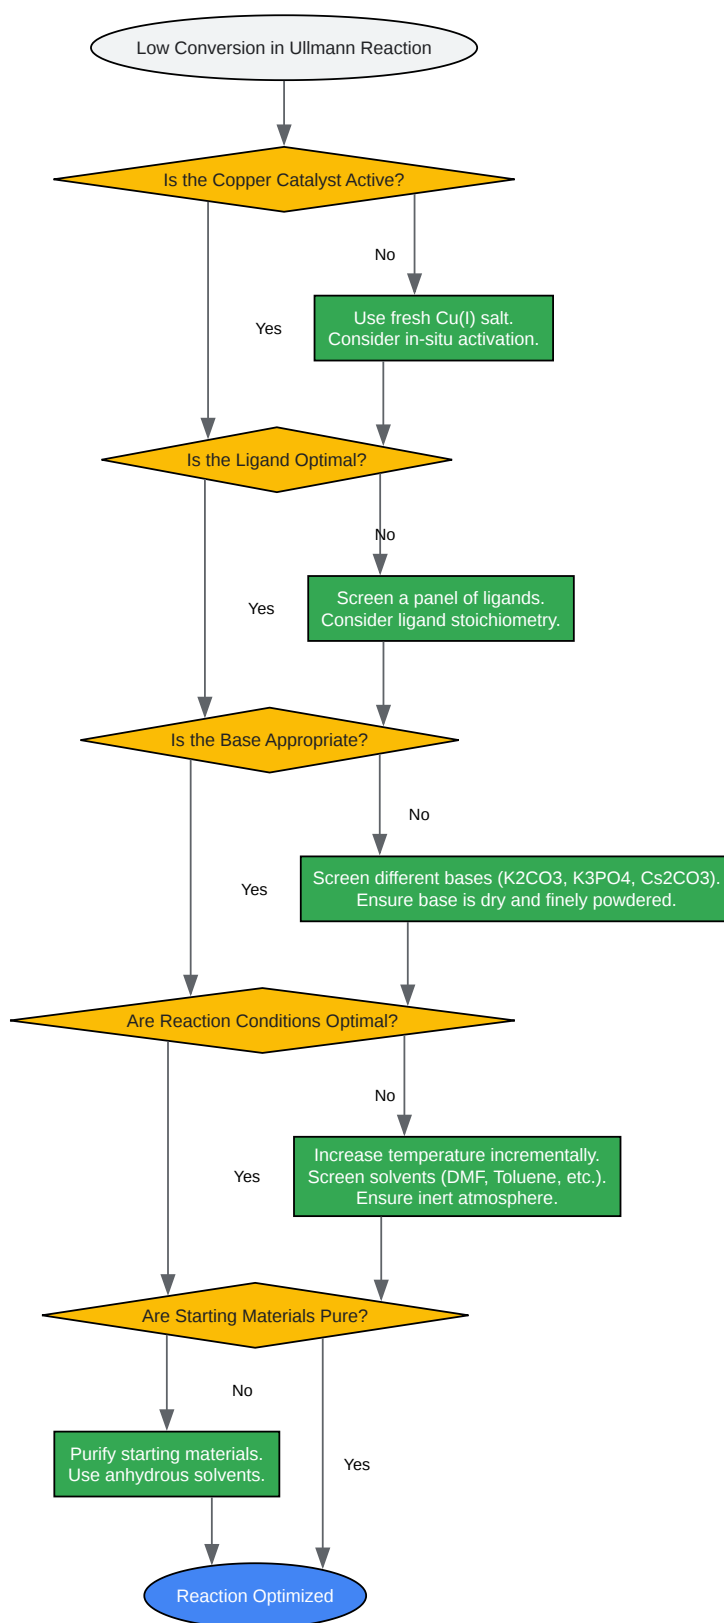 Low Conversion in Ullmann Reaction
Is the Copper Catalyst Active?
No
Use fresh Cu(I) salt.
Consider in-situ activation.
Yes
Is the Ligand Optimal?
No
Screen a panel of ligands.
Consider ligand stoichiometry.
Yes
Is the Base Appropriate?
No
Screen different bases (K2CO3, K3PO4, Cs2CO3).
Ensure base is dry and finely powdered.
Yes
Are Reaction Conditions Optimal?
No
Increase temperature incrementally.
Screen solvents (DMF, Toluene, etc.).
Ensure inert atmosphere.
Yes
Are Starting Materials Pure?
No
Purify starting materials.
Use anhydrous solvents.
Yes
Reaction Optimized